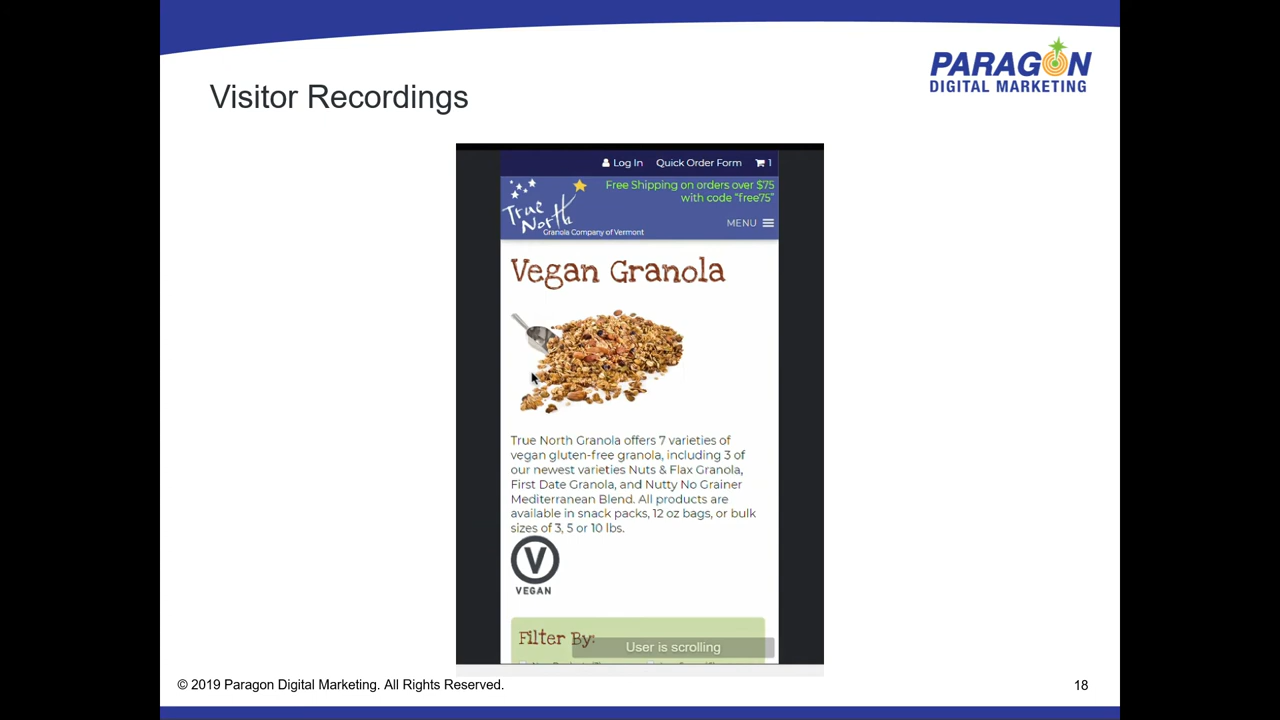 PARAGON
DIGITAL MARKETING
Visitor Recordings
Log In Quick Order Form 1
Free Shipping on orders over $75
with code "free75"
True
North
Granola Company of Vermont
MENU
Vegan Granola
True North Granola offers 7 varieties of
vegan gluten-free granola, including 3 of
our newest varieties Nuts & Flax Granola,
First Date Granola, and Nutty No Grainer
Mediterranean Blend. All products are
available in snack packs, 12 oz bags, or bulk
sizes of 3, 5 or 10 lbs.
V
VEGAN
Filter By:
User is scrolling
© 2019 Paragon Digital Marketing. All Rights Reserved.
18